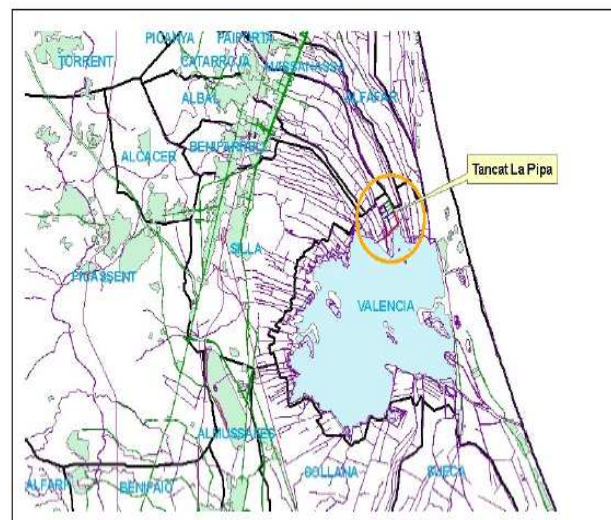 PICANYA PAIPORTA
TORRENT CATARROJA MASSANASSA
ALBAL ALFAFAR
ALCACER BENIPARRELL
Tancat La Pipa
SILLA
PICASSENT
VALENCIA
ALMUSSAFES
SOLLANA SUECA
BENIFAIO